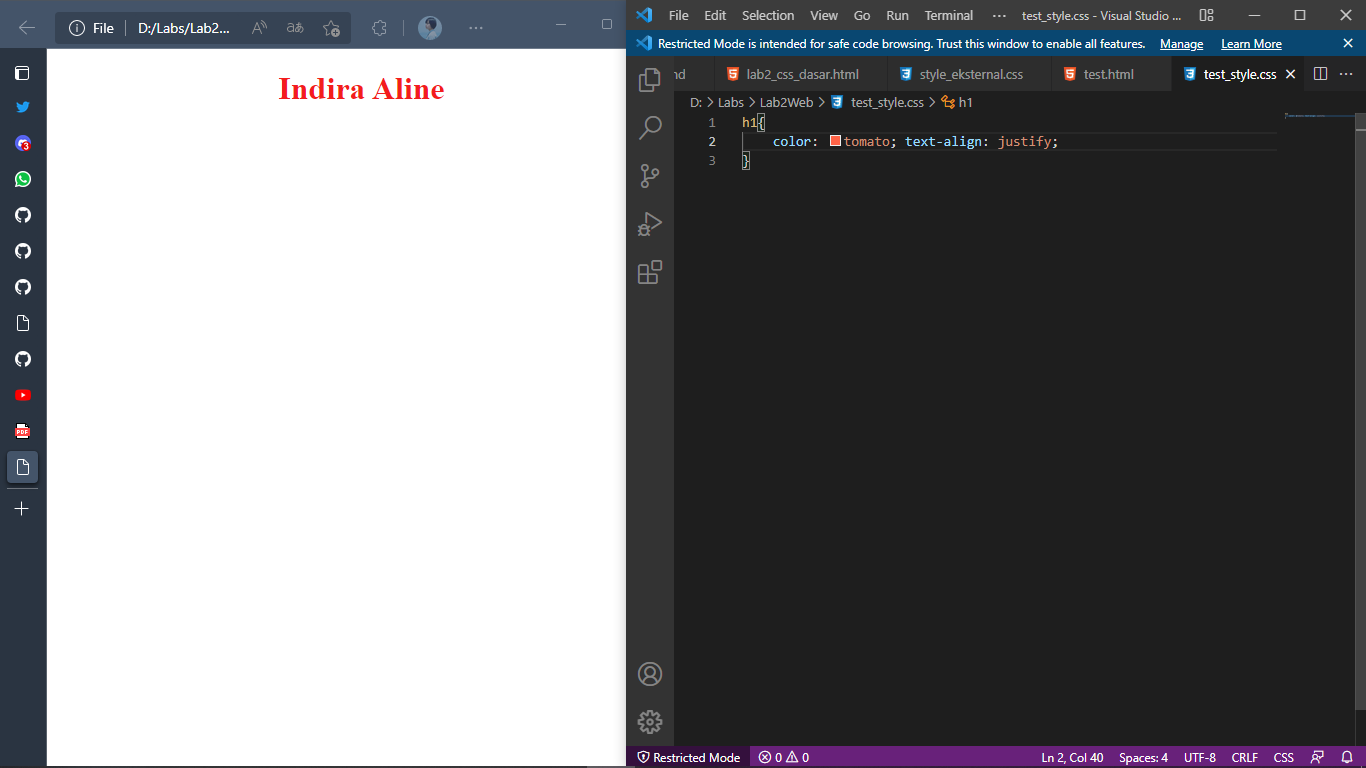 File D:/Labs/Lab2...
Indira Aline
File Edit Selection View Go Run Terminal ··· test_style.css - Visual Studio ...
Restricted Mode is intended for safe code browsing. Trust this window to enable all features. Manage Learn More
nd lab2_css_dasar.html style_eksternal.css test.html test_style.css
D: > Labs > Lab2Web > test_style.css > h1
1 h1{
2 color: tomato; text-align: justify;
3 }
3
PDF
Restricted Mode 0 0 Ln 2, Col 40 Spaces: 4 UTF-8 CRLF CSS